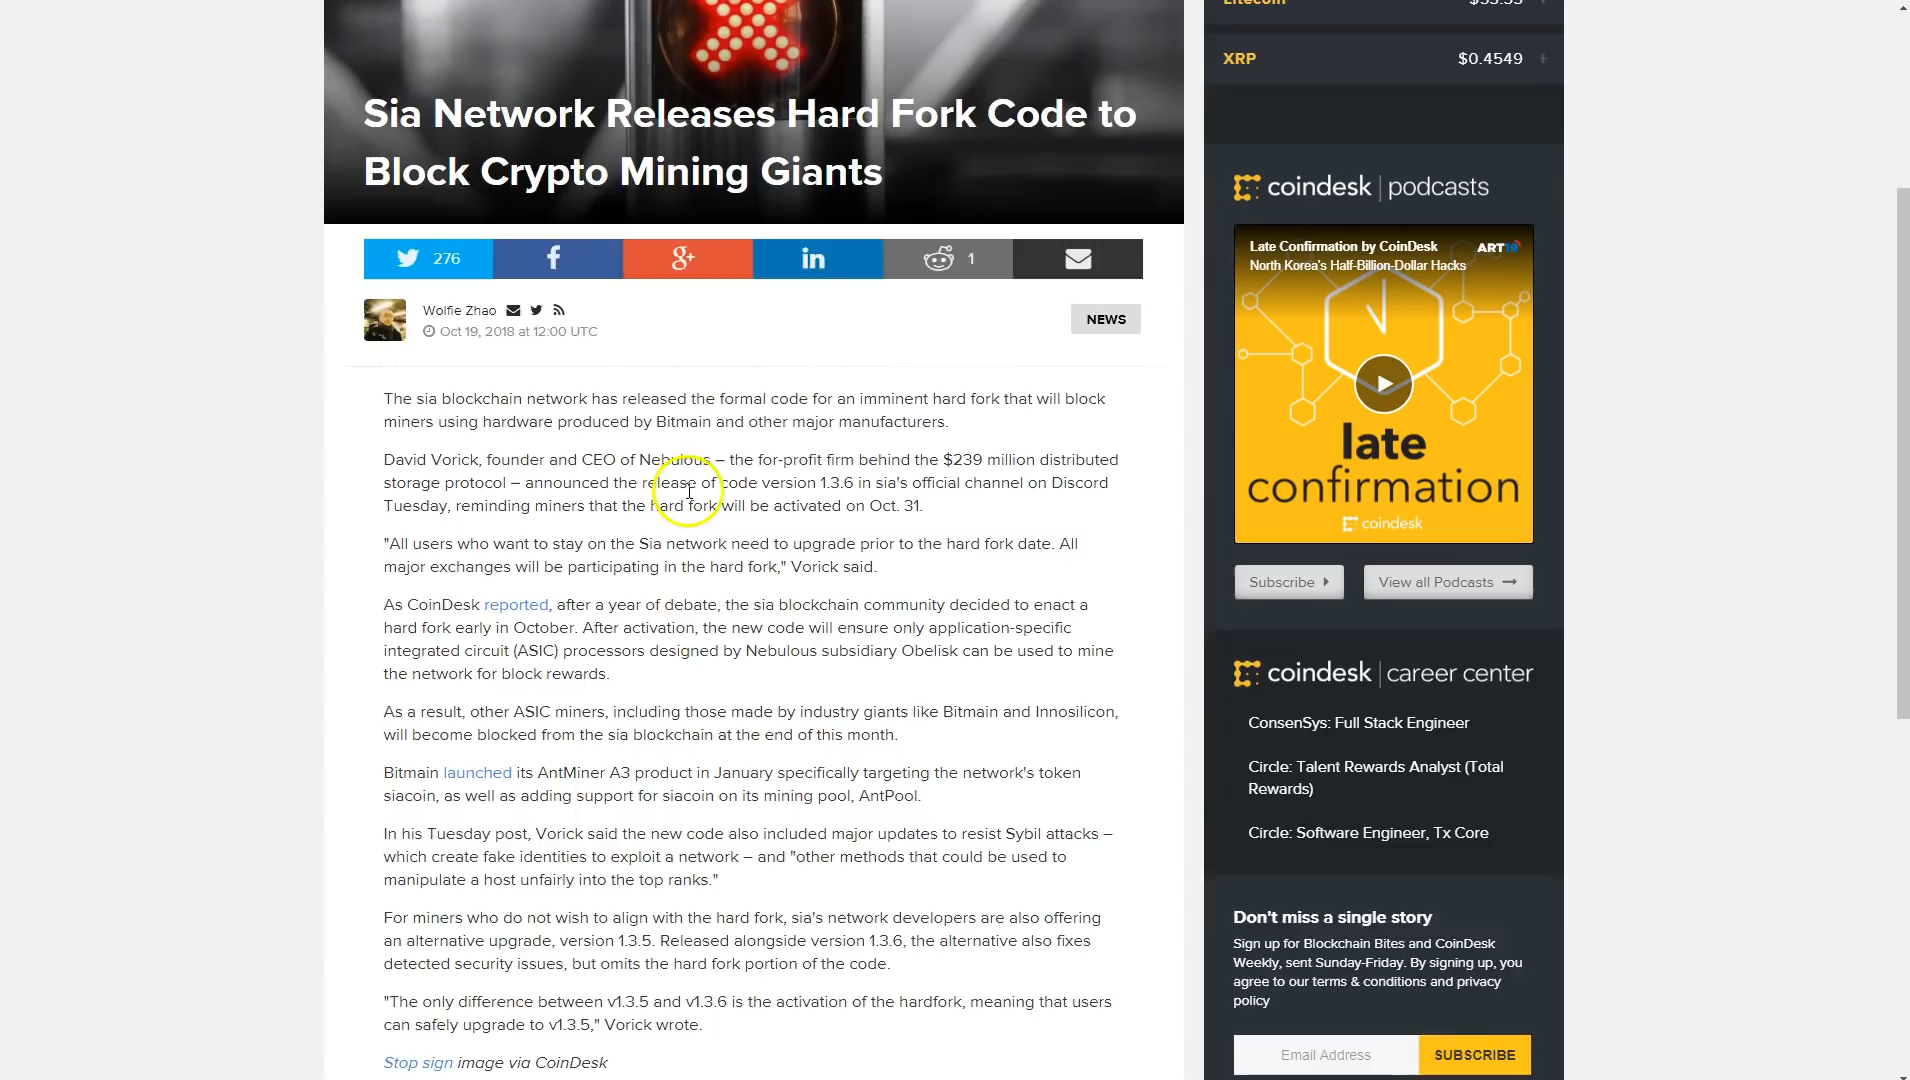 Litecoin $53.53 +
XRP $0.4549 +
Sia Network Releases Hard Fork Code to
Block Crypto Mining Giants
276
f
g+
in
1
Wolfie Zhao
Oct 19, 2018 at 12:00 UTC
NEWS
The sia blockchain network has released the formal code for an imminent hard fork that will block
miners using hardware produced by Bitmain and other major manufacturers.
David Vorick, founder and CEO of Nebulous – the for-profit firm behind the $239 million distributed
storage protocol – announced the release of code version 1.3.6 in sia's official channel on Discord
Tuesday, reminding miners that the hard fork will be activated on Oct. 31.
"All users who want to stay on the Sia network need to upgrade prior to the hard fork date. All
major exchanges will be participating in the hard fork," Vorick said.
As CoinDesk reported, after a year of debate, the sia blockchain community decided to enact a
hard fork early in October. After activation, the new code will ensure only application-specific
integrated circuit (ASIC) processors designed by Nebulous subsidiary Obelisk can be used to mine
the network for block rewards.
As a result, other ASIC miners, including those made by industry giants like Bitmain and Innosilicon,
will become blocked from the sia blockchain at the end of this month.
Bitmain launched its AntMiner A3 product in January specifically targeting the network's token
siacoin, as well as adding support for siacoin on its mining pool, AntPool.
In his Tuesday post, Vorick said the new code also included major updates to resist Sybil attacks –
which create fake identities to exploit a network – and "other methods that could be used to
manipulate a host unfairly into the top ranks."
For miners who do not wish to align with the hard fork, sia's network developers are also offering
an alternative upgrade, version 1.3.5. Released alongside version 1.3.6, the alternative also fixes
detected security issues, but omits the hard fork portion of the code.
"The only difference between v1.3.5 and v1.3.6 is the activation of the hardfork, meaning that users
can safely upgrade to v1.3.5," Vorick wrote.
Stop sign image via CoinDesk
coindesk | podcasts
Late Confirmation by CoinDesk
ART19
North Korea's Half-Billion-Dollar Hacks
late
confirmation
coindesk
Subscribe
View all Podcasts
coindesk | career center
ConsenSys: Full Stack Engineer
Circle: Talent Rewards Analyst (Total
Rewards)
Circle: Software Engineer, Tx Core
Don't miss a single story
Sign up for Blockchain Bites and CoinDesk
Weekly, sent Sunday-Friday. By signing up, you
agree to our terms & conditions and privacy
policy
Email Address
SUBSCRIBE